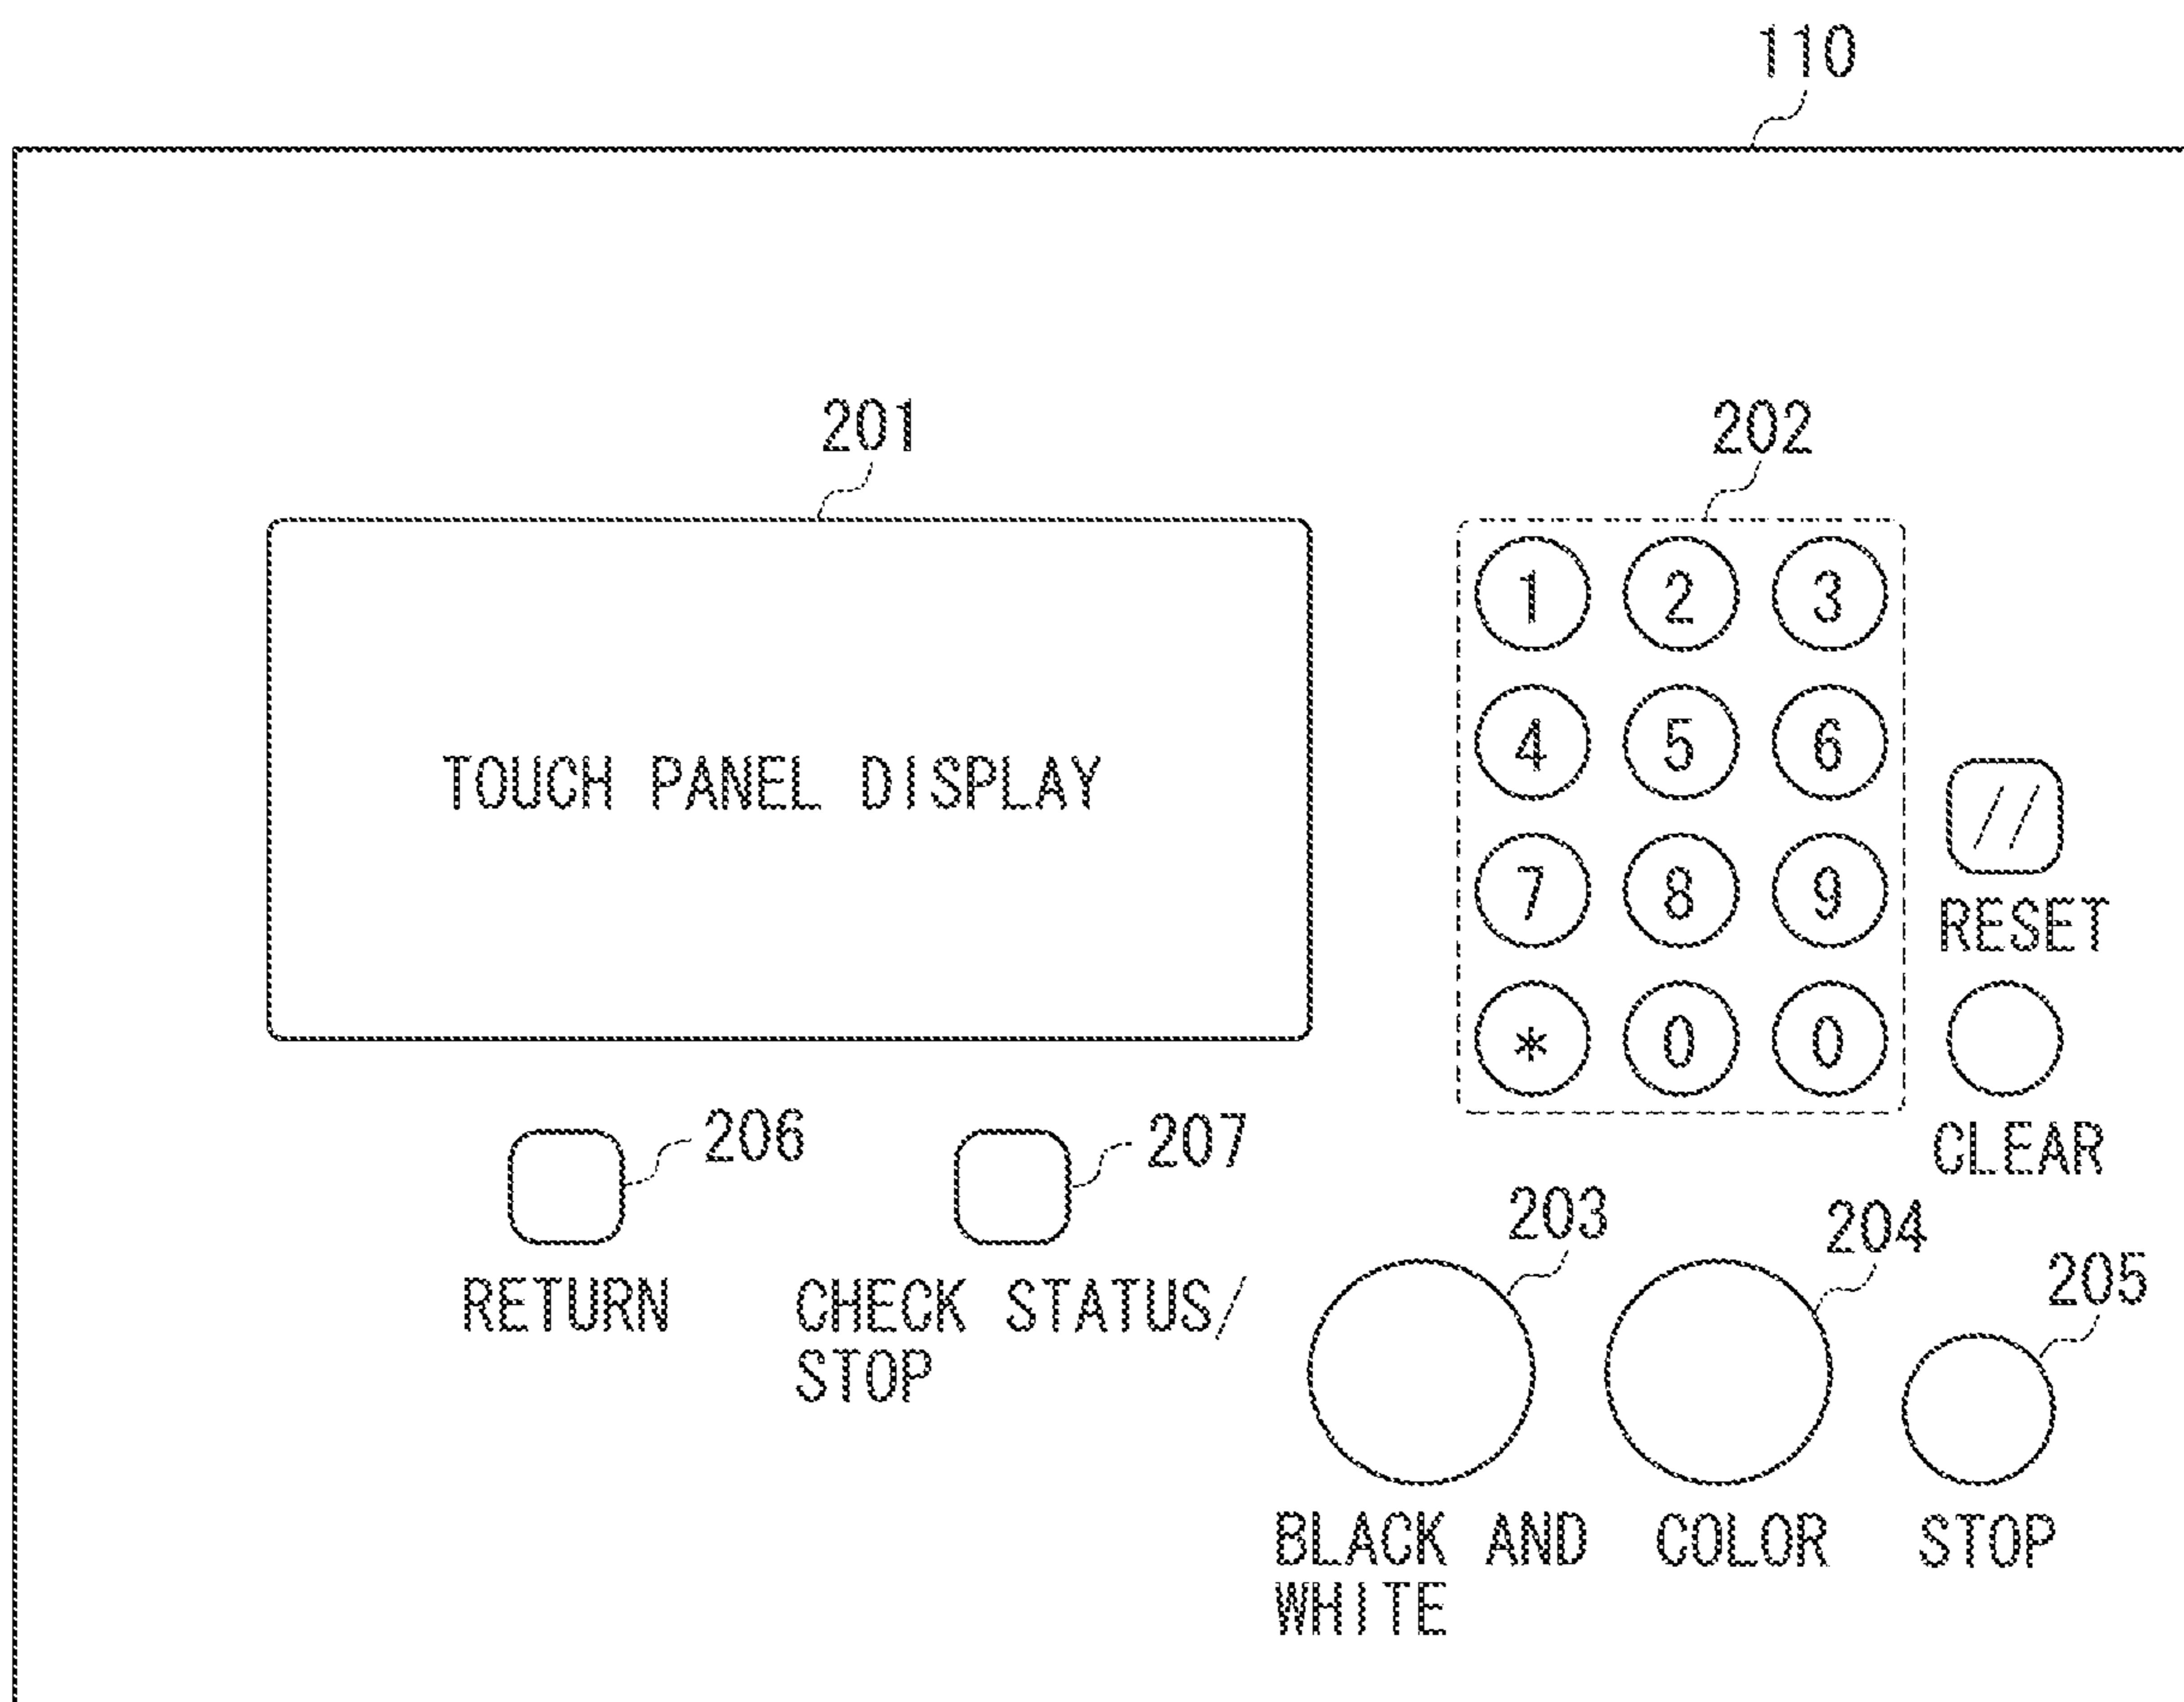 110
201
202
1 2 3
4 5 6
TOUCH PANEL DISPLAY
7 8 9
RESET
* 0 0
CLEAR
206
207
203
204
205
RETURN
CHECK STATUS/
STOP
BLACK AND
WHITE
COLOR
STOP